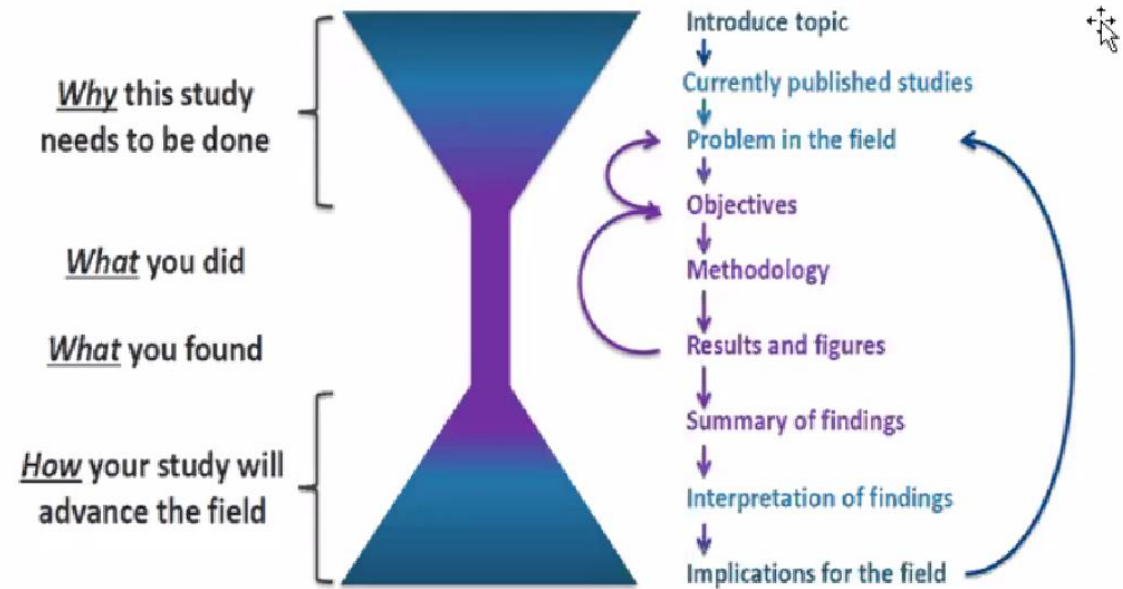 Why this study
needs to be done
What you did
What you found
How your study will
advance the field
Introduce topic
Currently published studies
Problem in the field
Objectives
Methodology
Results and figures
Summary of findings
Interpretation of findings
Implications for the field